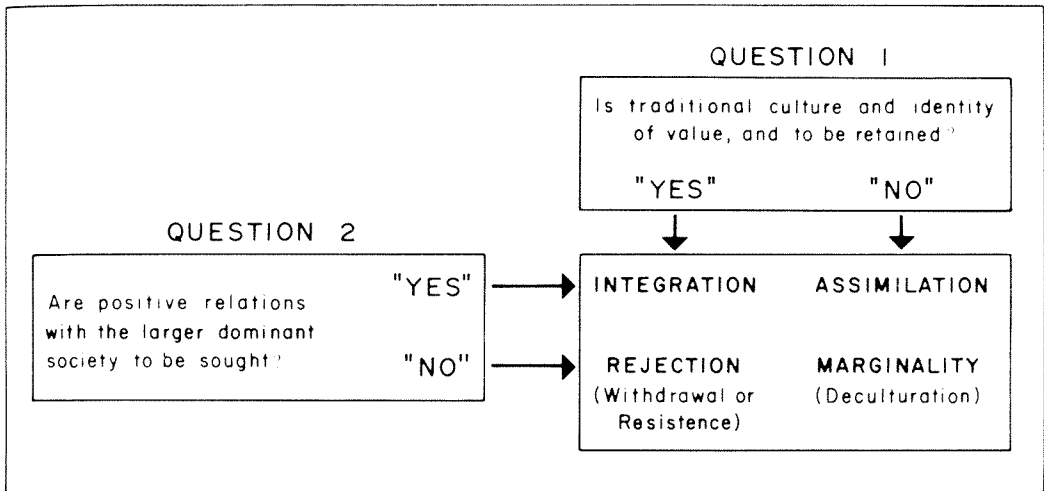 QUESTION I
Is traditional culture and identity
of value, and to be retained?
"YES" "NO"
QUESTION 2
Are positive relations
with the larger dominant
society to be sought?
"YES"
"NO"
INTEGRATION ASSIMILATION
REJECTION MARGINALITY
(Withdrawal or (Deculturation)
Resistence)